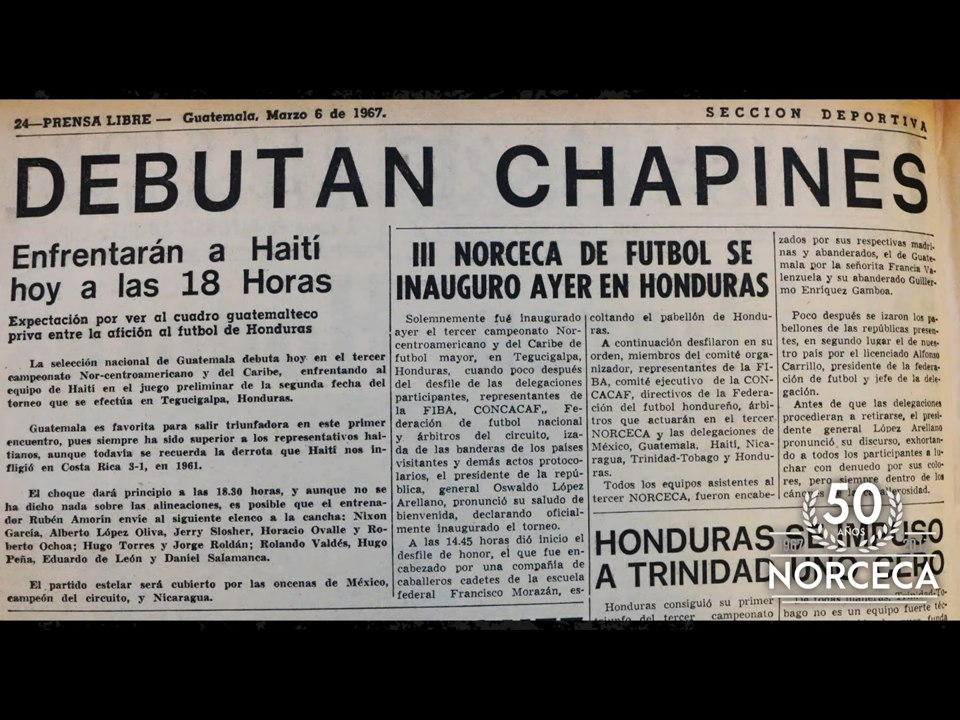 24—PRENSA LIBRE — Guatemala, Marzo 6 de 1967.
SECCION DEPORTIVA
DEBUTAN CHAPINES
Enfrentarán a Haití
hoy a las 18 Horas
Expectación por ver al cuadro guatemalteco
priva entre la afición al futbol de Honduras
La selección nacional de Guatemala debuta hoy en el tercer
campeonato Nor-centroamericano y del Caribe, enfrentando al
equipo de Haití en el juego preliminar de la segunda fecha del
torneo que se efectúa en Tegucigalpa, Honduras.
Guatemala es favorita para salir triunfadora en este primer
encuentro, pues siempre ha sido superior a los representativos hai-
tianos, aunque todavía se recuerda la derrota que Haití nos in-
fligió en Costa Rica 3-1, en 1961.
El choque dará principio a las 18.30 horas, y aunque no se
ha dicho nada sobre las alineaciones, es posible que el entrena-
dor Rubén Amorín envíe al siguiente elenco a la cancha: Nixon
García, Alberto López Oliva, Jerry Slosher, Horacio Ovalle y Ro-
berto Ochoa; Hugo Torres y Jorge Roldán; Rolando Valdés, Hugo
Peña, Eduardo de León y Daniel Salamanca.
El partido estelar será cubierto por las oncenas de México,
campeón del circuito, y Nicaragua.
III NORCECA DE FUTBOL SE
INAUGURO AYER EN HONDURAS
Solemnemente fué inaugurado
ayer el tercer campeonato Nor-
centroamericano y del Caribe de
futbol mayor, en Tegucigalpa,
Honduras, cuando poco después
del desfile de las delegaciones
participantes, representantes de
la FIBA, CONCACAF,, Fe-
deración de futbol nacional
y árbitros del circuito, iza-
da de las banderas de los países
visitantes y demás actos protoco-
larios, el presidente de la repú-
blica, general Oswaldo López
Arellano, pronunció su saludo de
bienvenida, declarando oficial-
mente inaugurado el torneo.
A las 14.45 horas dió inicio el
desfile de honor, el que fue en-
cabezado por una compañía de
caballeros cadetes de la escuela
federal Francisco Morazán, es-
coltando el pabellón de Hondu-
ras.
A continuación desfilaron en su
orden, miembros del comité orga-
nizador, representantes de la FI-
BA, comité ejecutivo de la CON-
CACAF, directivos de la Federa-
ción del futbol hondureño, árbi-
tros que actuarán en el tercer
NORCECA y las delegaciones de
México, Guatemala, Haití, Nica-
ragua, Trinidad-Tobago y Hondu-
ras.
Todos los equipos asistentes al
tercer NORCECA, fueron encabe-
zados por sus respectivas madri-
nas y abanderados, el de Guate-
mala por la señorita Francia Va-
lenzuela y su abanderado Guiller-
mo Enríquez Gamboa.
Poco después se izaron los pa-
bellones de las repúblicas presen-
tes, en segundo lugar el de nues-
tro país por el licenciado Alfonso
Carrillo, presidente de la federa-
ción de futbol y jefe de la dele-
gación.
Antes de que las delegaciones
procedieran a retirarse, el presi-
dente general López Arellano
pronunció su discurso, exhortan-
do a todos los participantes a lu-
char con denuedo por sus colo-
res, pero siempre dentro de los
HONDURAS SE IMPUSO
A TRINIDAD
Honduras consiguió su primer
triunfo del tercer campeonato
bago no es un equipo fuerte téc-
50
AÑOS
NORCECA